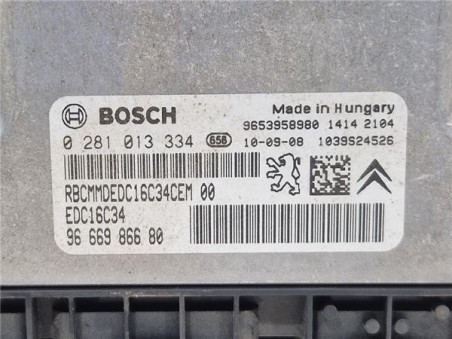 BOSCH
Made in Hungary
0 281 013 334 656
9653958980 1414 2104
10-09-08 1039S24526
RBCMMDEDC16C34CEM 00
EDC16C34
96 669 866 80